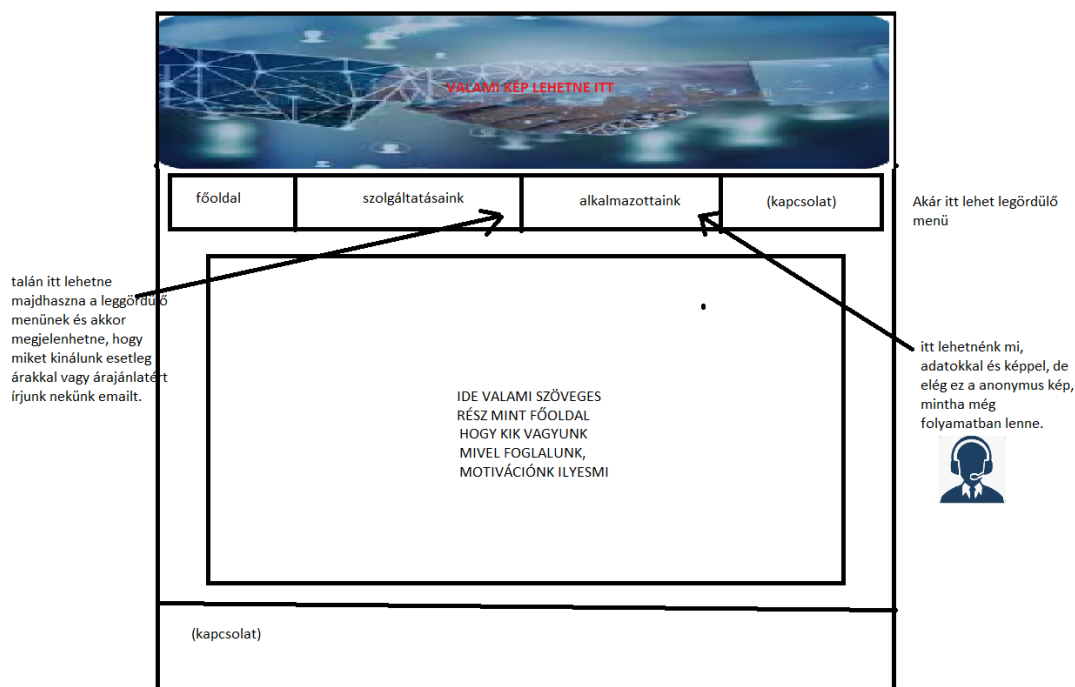 VALAMI KÉP LEHETNE ITT
főoldal
szolgáltatásaink
alkalmazottaink
(kapcsolat)
Akár itt lehet legördülő
menü
talán itt lehetne
majdhaszna a leggördülő
menünek és akkor
megjelenhetne, hogy
miket kinálunk esetleg
árakkal vagy árajánlatért
írjunk nekünk emailt.
itt lehetnénk mi,
adatokkal és képpel, de
elég ez a anonymus kép,
mintha még
folyamatban lenne.
IDE VALAMI SZÖVEGES
RÉSZ MINT FŐOLDAL
HOGY KIK VAGYUNK
MIVEL FOGLALUNK,
MOTIVÁCIÓNK ILYESMI
(kapcsolat)